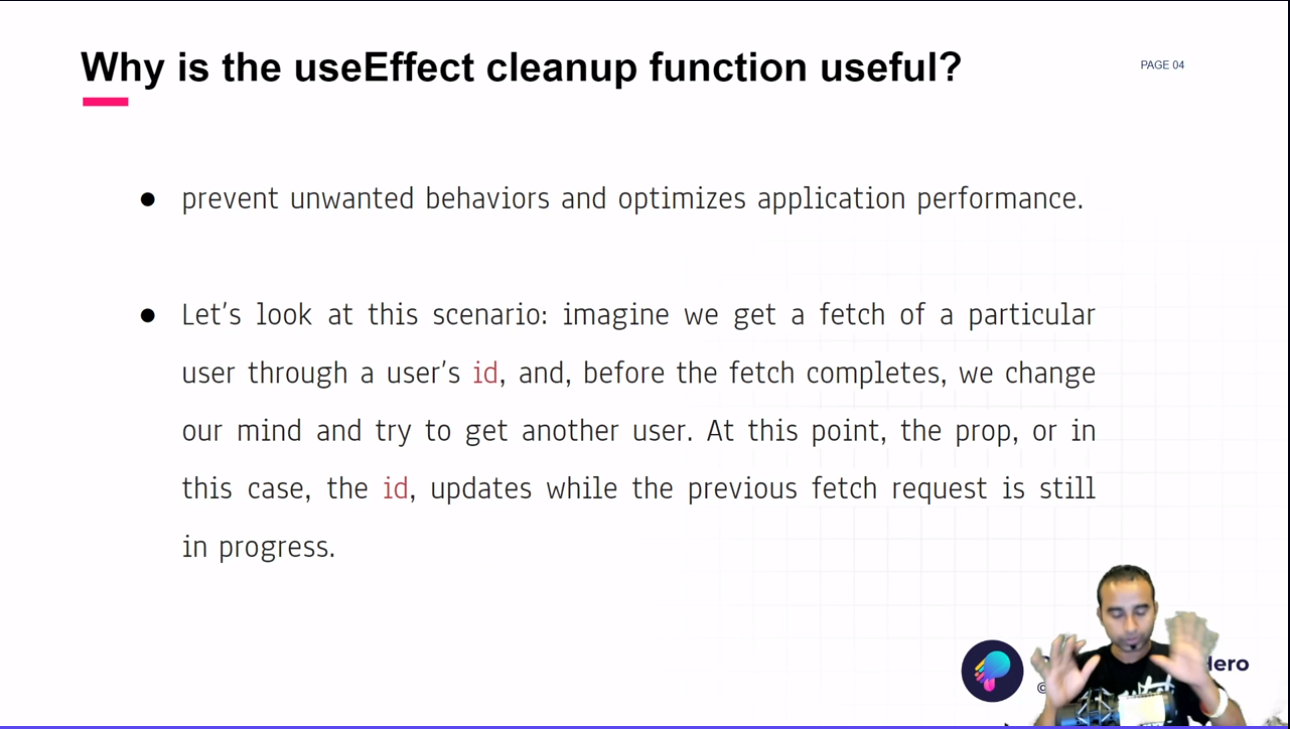 Why is the useEffect cleanup function useful?
PAGE 04
● prevent unwanted behaviors and optimizes application performance.
● Let's look at this scenario: imagine we get a fetch of a particular
user through a user's id, and, before the fetch completes, we change
our mind and try to get another user. At this point, the prop, or in
this case, the id, updates while the previous fetch request is still
in progress.